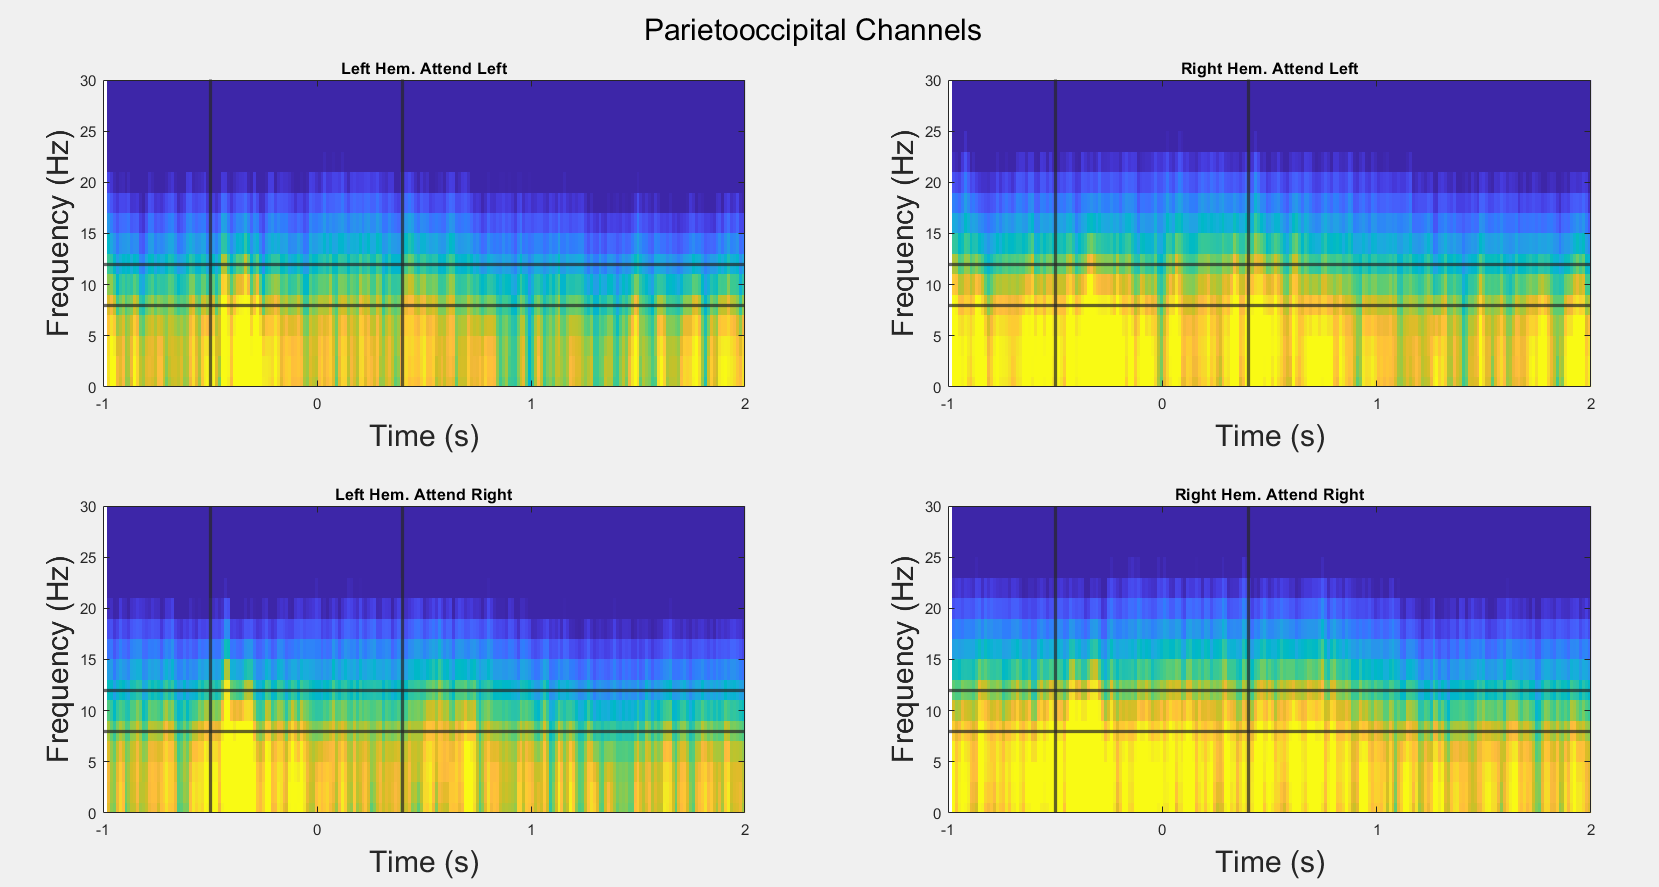 Parietooccipital Channels
Left Hem. Attend Left
Frequency (Hz)
30
25
20
15
10
5
0
-1 0 1 2
Time (s)
Right Hem. Attend Left
Frequency (Hz)
30
25
20
15
10
5
0
-1 0 1 2
Time (s)
Left Hem. Attend Right
Frequency (Hz)
30
25
20
15
10
5
0
-1 0 1 2
Time (s)
Right Hem. Attend Right
Frequency (Hz)
30
25
20
15
10
5
0
-1 0 1 2
Time (s)